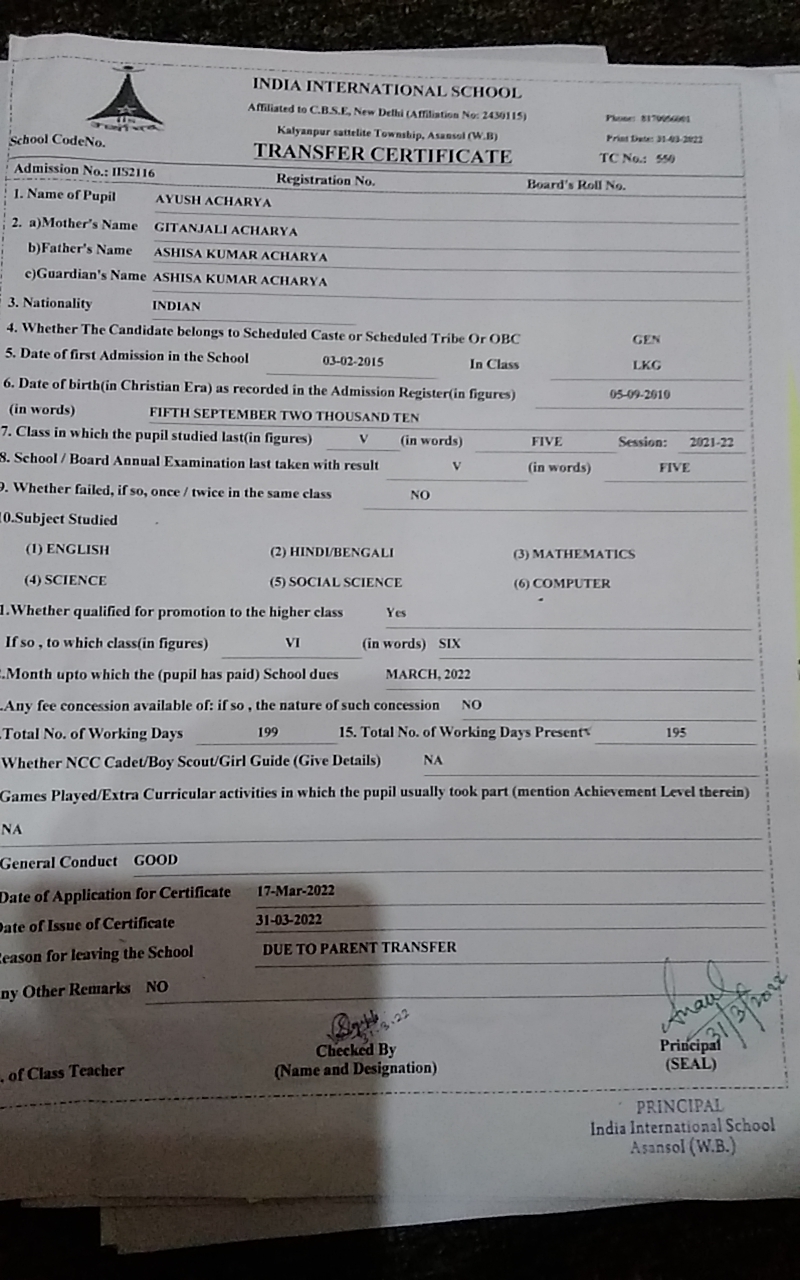 INDIA INTERNATIONAL SCHOOL
Affiliated to C.B.S.E, New Delhi (Affiliation No: 2430115)
Kalyanpur sattelite Township, Asansol (W.B)
Print Date: 31-03-2022
School CodeNo.
TRANSFER CERTIFICATE
TC No.: 550
Admission No.: IIS2116 Registration No. Board's Roll No.
1. Name of Pupil AYUSH ACHARYA
2. a)Mother's Name GITANJALI ACHARYA
b)Father's Name ASHISA KUMAR ACHARYA
c)Guardian's Name ASHISA KUMAR ACHARYA
3. Nationality INDIAN
4. Whether The Candidate belongs to Scheduled Caste or Scheduled Tribe Or OBC GEN
5. Date of first Admission in the School 03-02-2015 In Class LKG
6. Date of birth(in Christian Era) as recorded in the Admission Register(in figures) 05-09-2010
(in words) FIFTH SEPTEMBER TWO THOUSAND TEN
7. Class in which the pupil studied last(in figures) V (in words) FIVE Session: 2021-22
8. School / Board Annual Examination last taken with result V (in words) FIVE
9. Whether failed, if so, once / twice in the same class NO
0.Subject Studied
(1) ENGLISH (2) HINDI/BENGALI (3) MATHEMATICS
(4) SCIENCE (5) SOCIAL SCIENCE (6) COMPUTER
1.Whether qualified for promotion to the higher class Yes
If so , to which class(in figures) VI (in words) SIX
.Month upto which the (pupil has paid) School dues MARCH, 2022
.Any fee concession available of: if so , the nature of such concession NO
.Total No. of Working Days 199 15. Total No. of Working Days Present 195
Whether NCC Cadet/Boy Scout/Girl Guide (Give Details) NA
Games Played/Extra Curricular activities in which the pupil usually took part (mention Achievement Level therein)
NA
General Conduct GOOD
Date of Application for Certificate 17-Mar-2022
Date of Issue of Certificate 31-03-2022
eason for leaving the School DUE TO PARENT TRANSFER
ny Other Remarks NO
31/3/2022
. of Class Teacher
Checked By
(Name and Designation)
Principal
(SEAL)
PRINCIPAL
India International School
Asansol (W.B.)